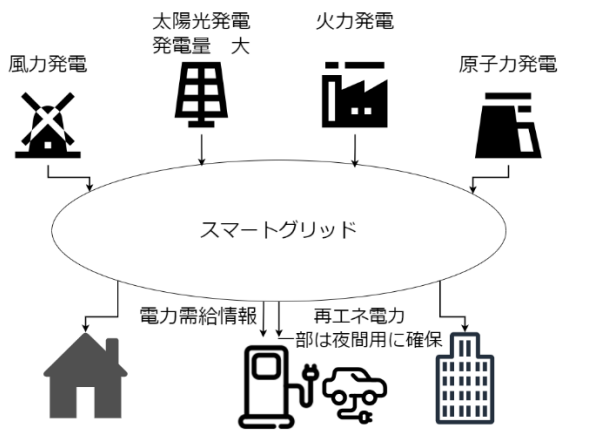 太陽光発電
発電量　大
火力発電
風力発電
原子力発電
スマートグリッド
電力需給情報
再エネ電力
一部は夜間用に確保